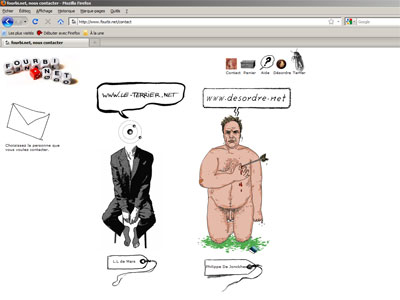 fourbi.net, nous contacter - Mozilla Firefox
Fichier Édition Affichage Historique Marque-pages Outils ?
http://www.fourbi.net/contact
Google
Les plus visités Débuter avec Firefox À la une
fourbi.net, nous contacter
FOURBI
NET
Contact Panier Aide Désordre Terrier
WWW.LE-TERRIER.NET
www.desordre.net
Choisissez la personne que
vous voulez contacter.
L.L. de Mars
Philippe De Jonckheere